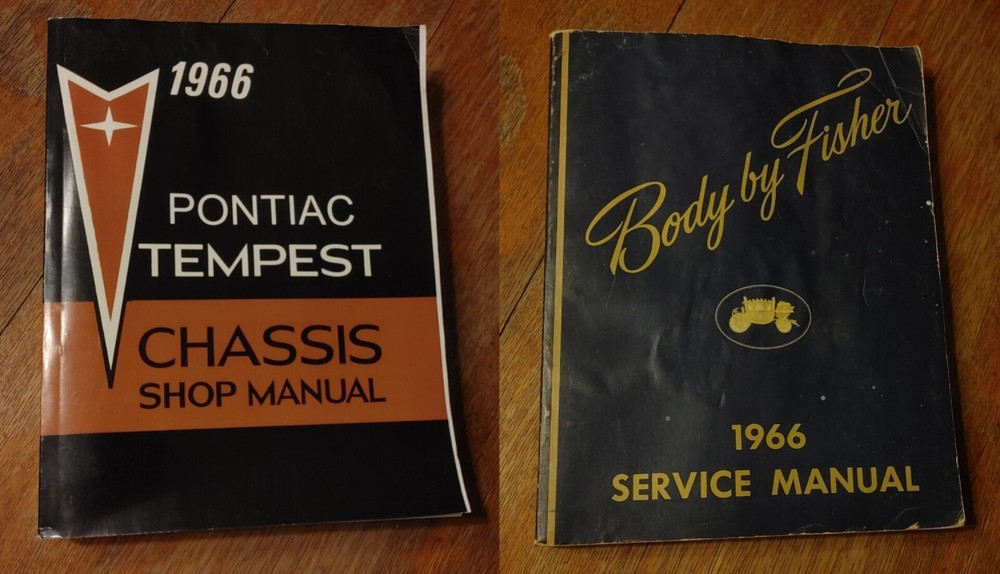 1966
PONTIAC
TEMPEST
CHASSIS
SHOP MANUAL
Body by Fisher
1966
SERVICE MANUAL